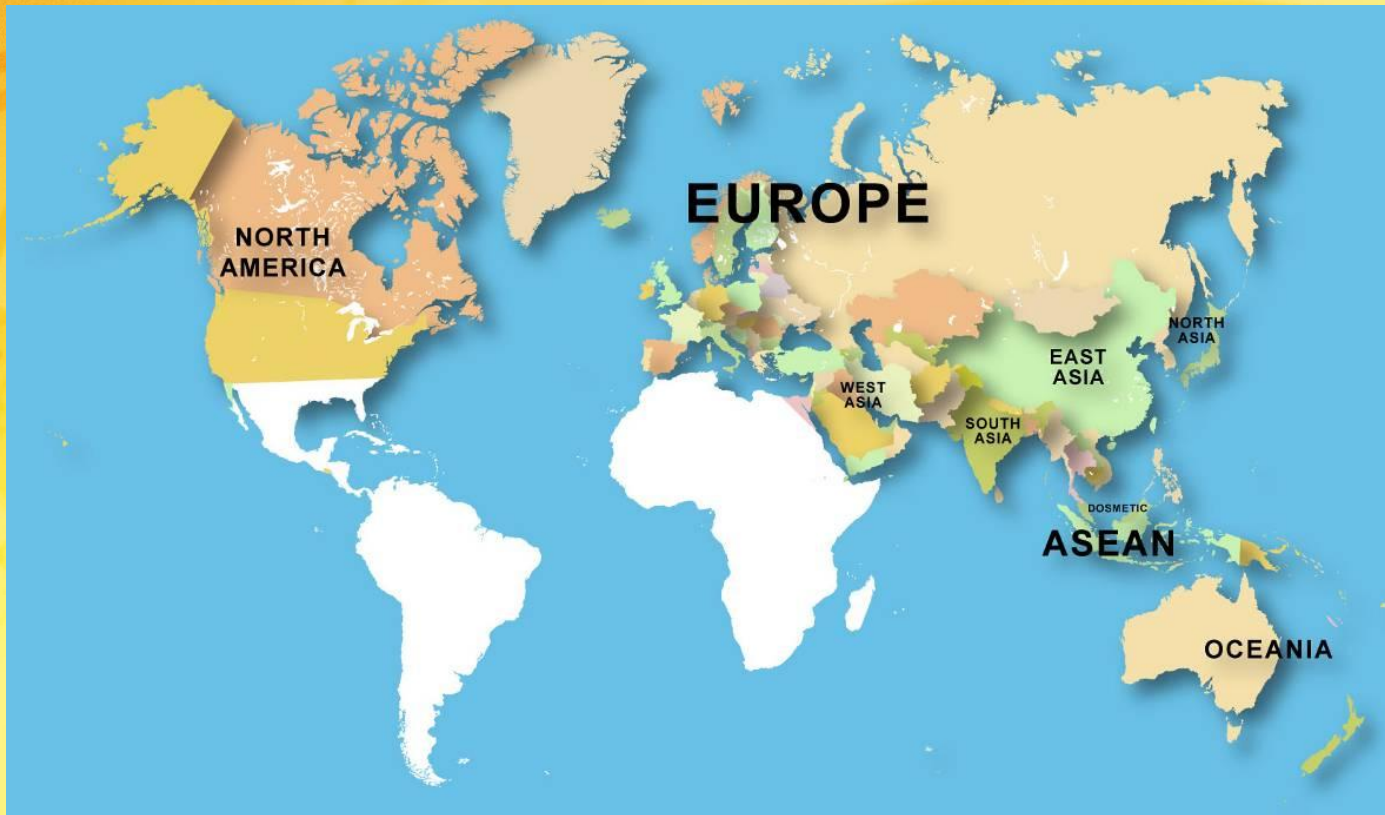 EUROPE
NORTH
AMERICA
NORTH
ASIA
EAST
ASIA
WEST
ASIA
SOUTH
ASIA
DOSMETIC
ASEAN
OCEANIA